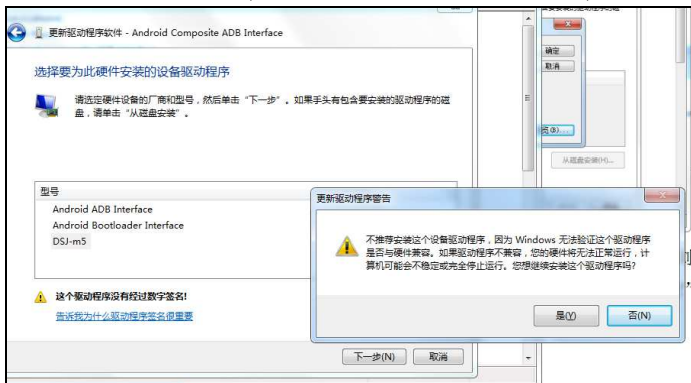 更新驱动程序软件 - Android Composite ADB Interface
选择要为此硬件安装的设备驱动程序
请选定硬件设备的厂商和型号，然后单击“下一步”。如果手头有包含要安装的驱动程序的磁
盘，请单击“从磁盘安装”。
型号
Android ADB Interface
Android Bootloader Interface
DSJ-m5
这个驱动程序没有经过数字签名!
告诉我为什么驱动程序签名很重要
下一步(N)
取消
确定
取消
览(B)...
从磁盘安装(H)...
更新驱动程序警告
不推荐安装这个设备驱动程序，因为 Windows 无法验证这个驱动程序
是否与硬件兼容。如果驱动程序不兼容，您的硬件将无法正常运行，计
算机可能会不稳定或完全停止运行。您想继续安装这个驱动程序吗?
是(Y)
否(N)